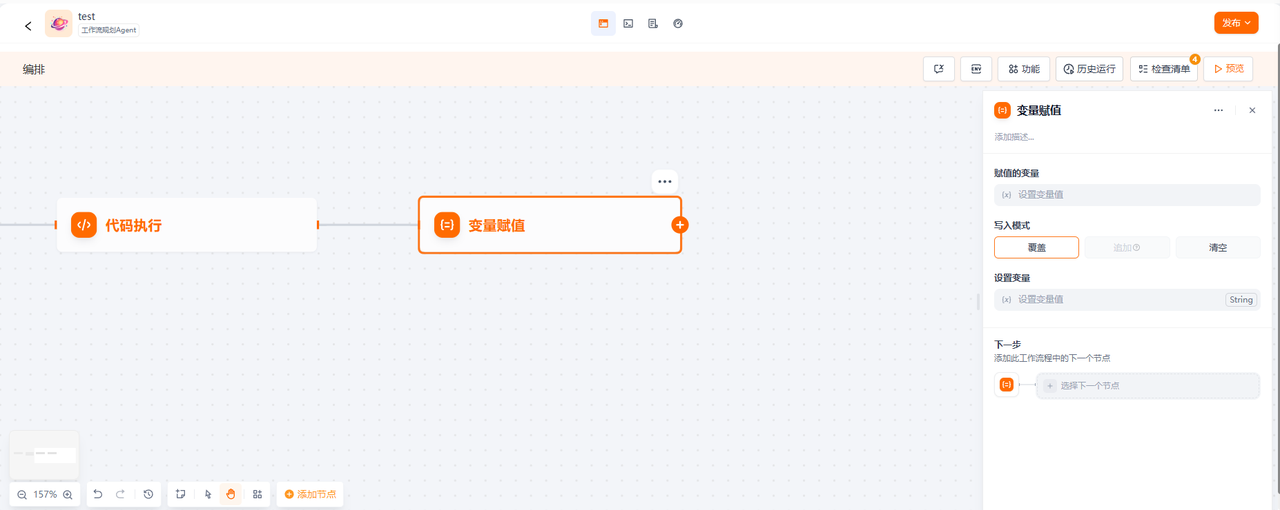 test
工作流规划Agent
发布
编排
ENV
功能
历史运行
检查清单
4
预览
代码执行
变量赋值
变量赋值
添加描述...
赋值的变量
{x} 设置变量值
写入模式
覆盖
追加
清空
设置变量
{x} 设置变量值
String
下一步
添加此工作流程中的下一个节点
选择下一个节点
157%
添加节点